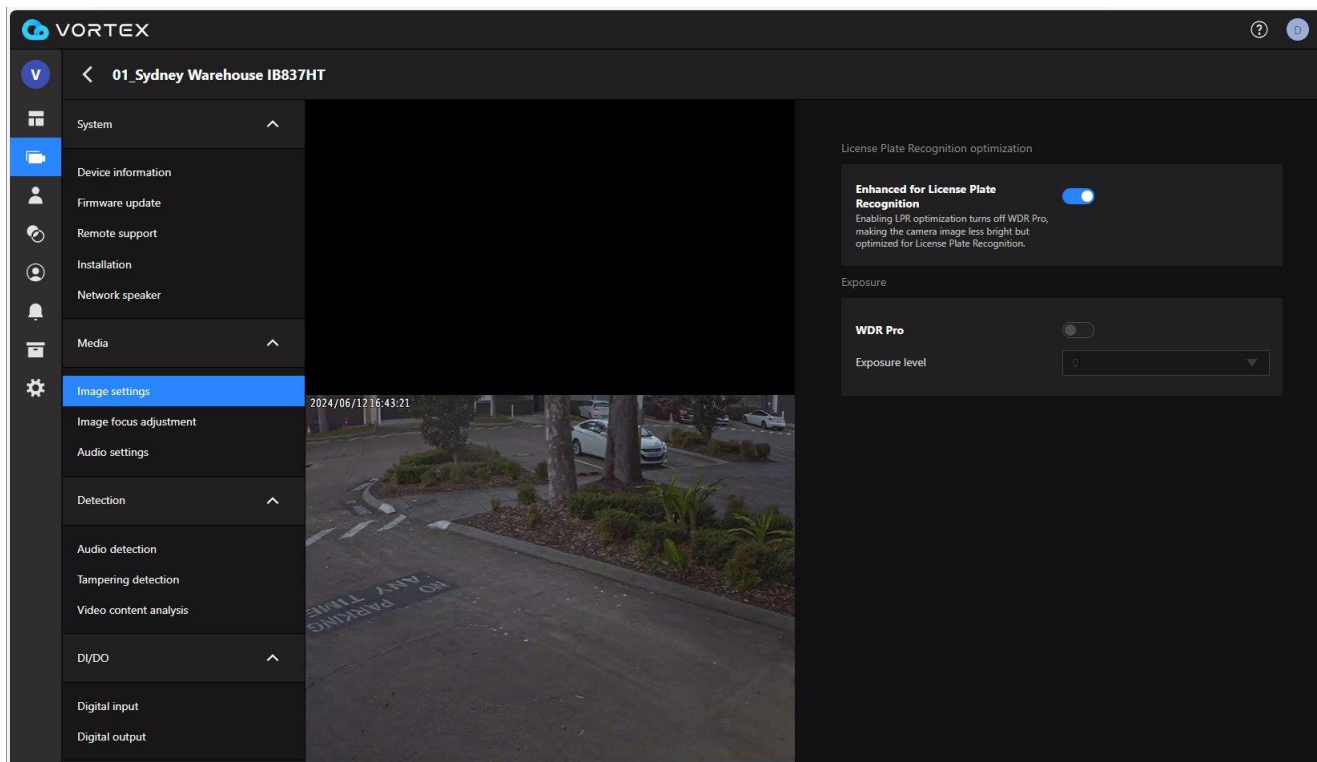 VORTEX
D
V
01_Sydney Warehouse IB837HT
System
Device information
Firmware update
Remote support
Installation
Network speaker
Media
Image settings
Image focus adjustment
Audio settings
Detection
Audio detection
Tampering detection
Video content analysis
DI/DO
Digital input
Digital output
2024/06/12 16:43:21
NO
PARKING
ANY
TIME
License Plate Recognition optimization
Enhanced for License Plate
Recognition
Enabling LPR optimization turns off WDR Pro,
making the camera image less bright but
optimized for License Plate Recognition.
Exposure
WDR Pro
Exposure level
0